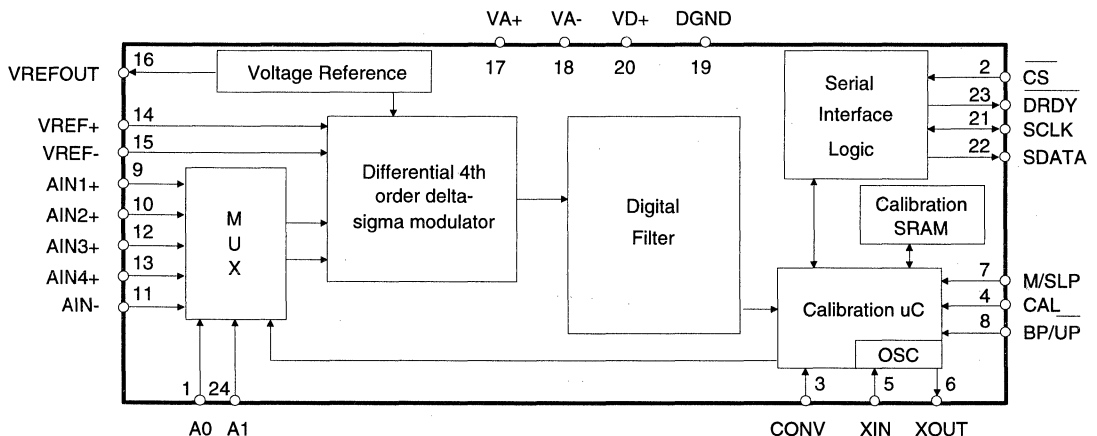 VA+ VA- VD+ DGND
17 18 20 19
VREFOUT 16
Voltage Reference
VREF+ 14
VREF- 15
AIN1+ 9
AIN2+ 10
AIN3+ 12
AIN4+ 13
AIN- 11
M
U
X
Differential 4th
order delta-
sigma modulator
Digital
Filter
Serial
Interface
Logic
2 C̅S̅
23 D̅R̅D̅Y̅
21 SCLK
22 SDATA
Calibration
SRAM
Calibration uC
OSC
7 M/SLP
4 CAL
8 BP/U̅P̅
1 24
A0 A1
3 5 6
CONV XIN XOUT